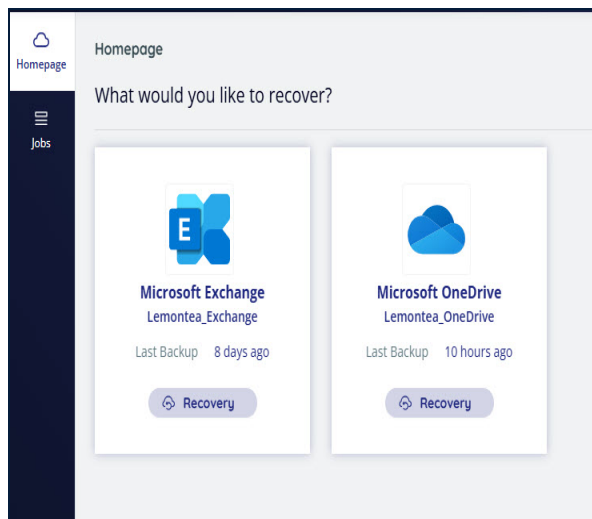 Homepage
Jobs
Homepage
What would you like to recover?
E
Microsoft Exchange
Lemontea_Exchange
Last Backup 8 days ago
Recovery
Microsoft OneDrive
Lemontea_OneDrive
Last Backup 10 hours ago
Recovery